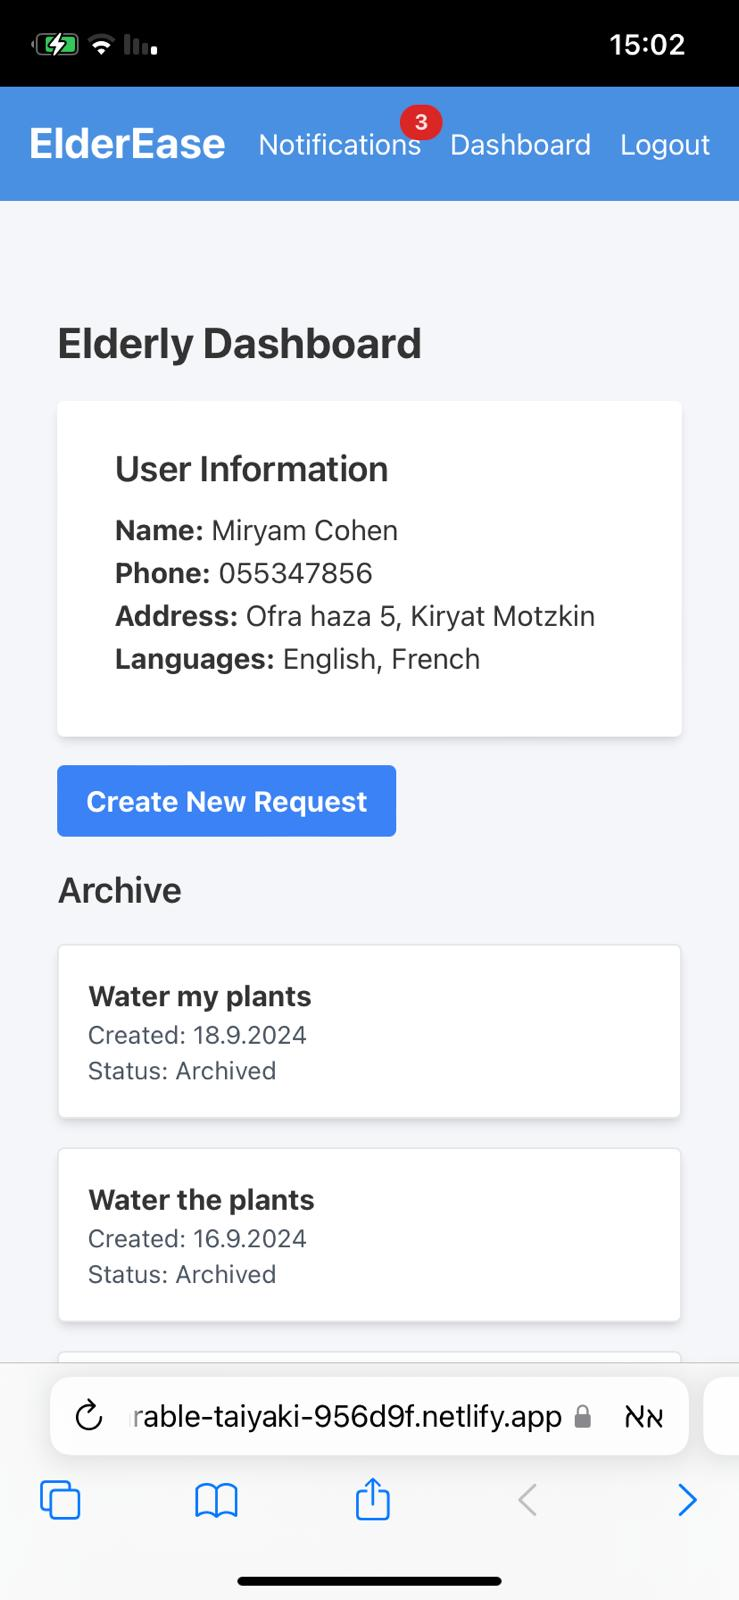 15:02
ElderEase Notifications 3 Dashboard Logout
Elderly Dashboard
User Information
Name: Miryam Cohen
Phone: 055347856
Address: Ofra haza 5, Kiryat Motzkin
Languages: English, French
Create New Request
Archive
Water my plants
Created: 18.9.2024
Status: Archived
Water the plants
Created: 16.9.2024
Status: Archived
rable-taiyaki-956d9f.netlify.app אא